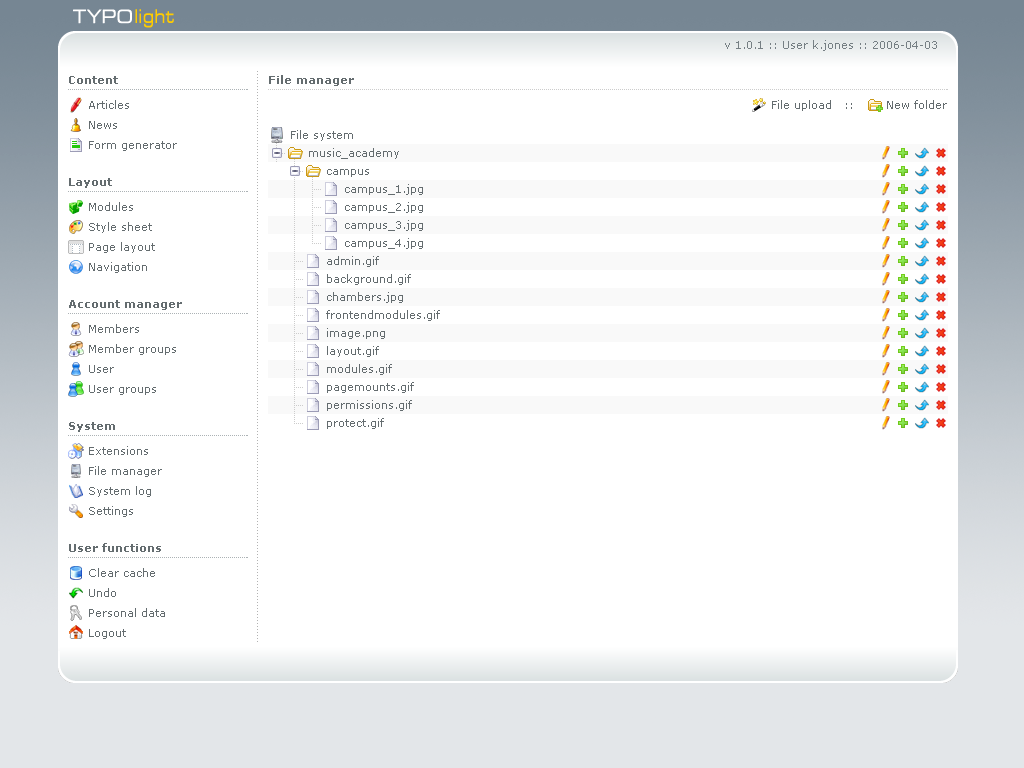 TYPOlight
v 1.0.1 :: User k.jones :: 2006-04-03
Content
Articles
News
Form generator
Layout
Modules
Style sheet
Page layout
Navigation
Account manager
Members
Member groups
User
User groups
System
Extensions
File manager
System log
Settings
User functions
Clear cache
Undo
Personal data
Logout
File manager
File upload :: New folder
File system
music_academy
campus
campus_1.jpg
campus_2.jpg
campus_3.jpg
campus_4.jpg
admin.gif
background.gif
chambers.jpg
frontendmodules.gif
image.png
layout.gif
modules.gif
pagemounts.gif
permissions.gif
protect.gif